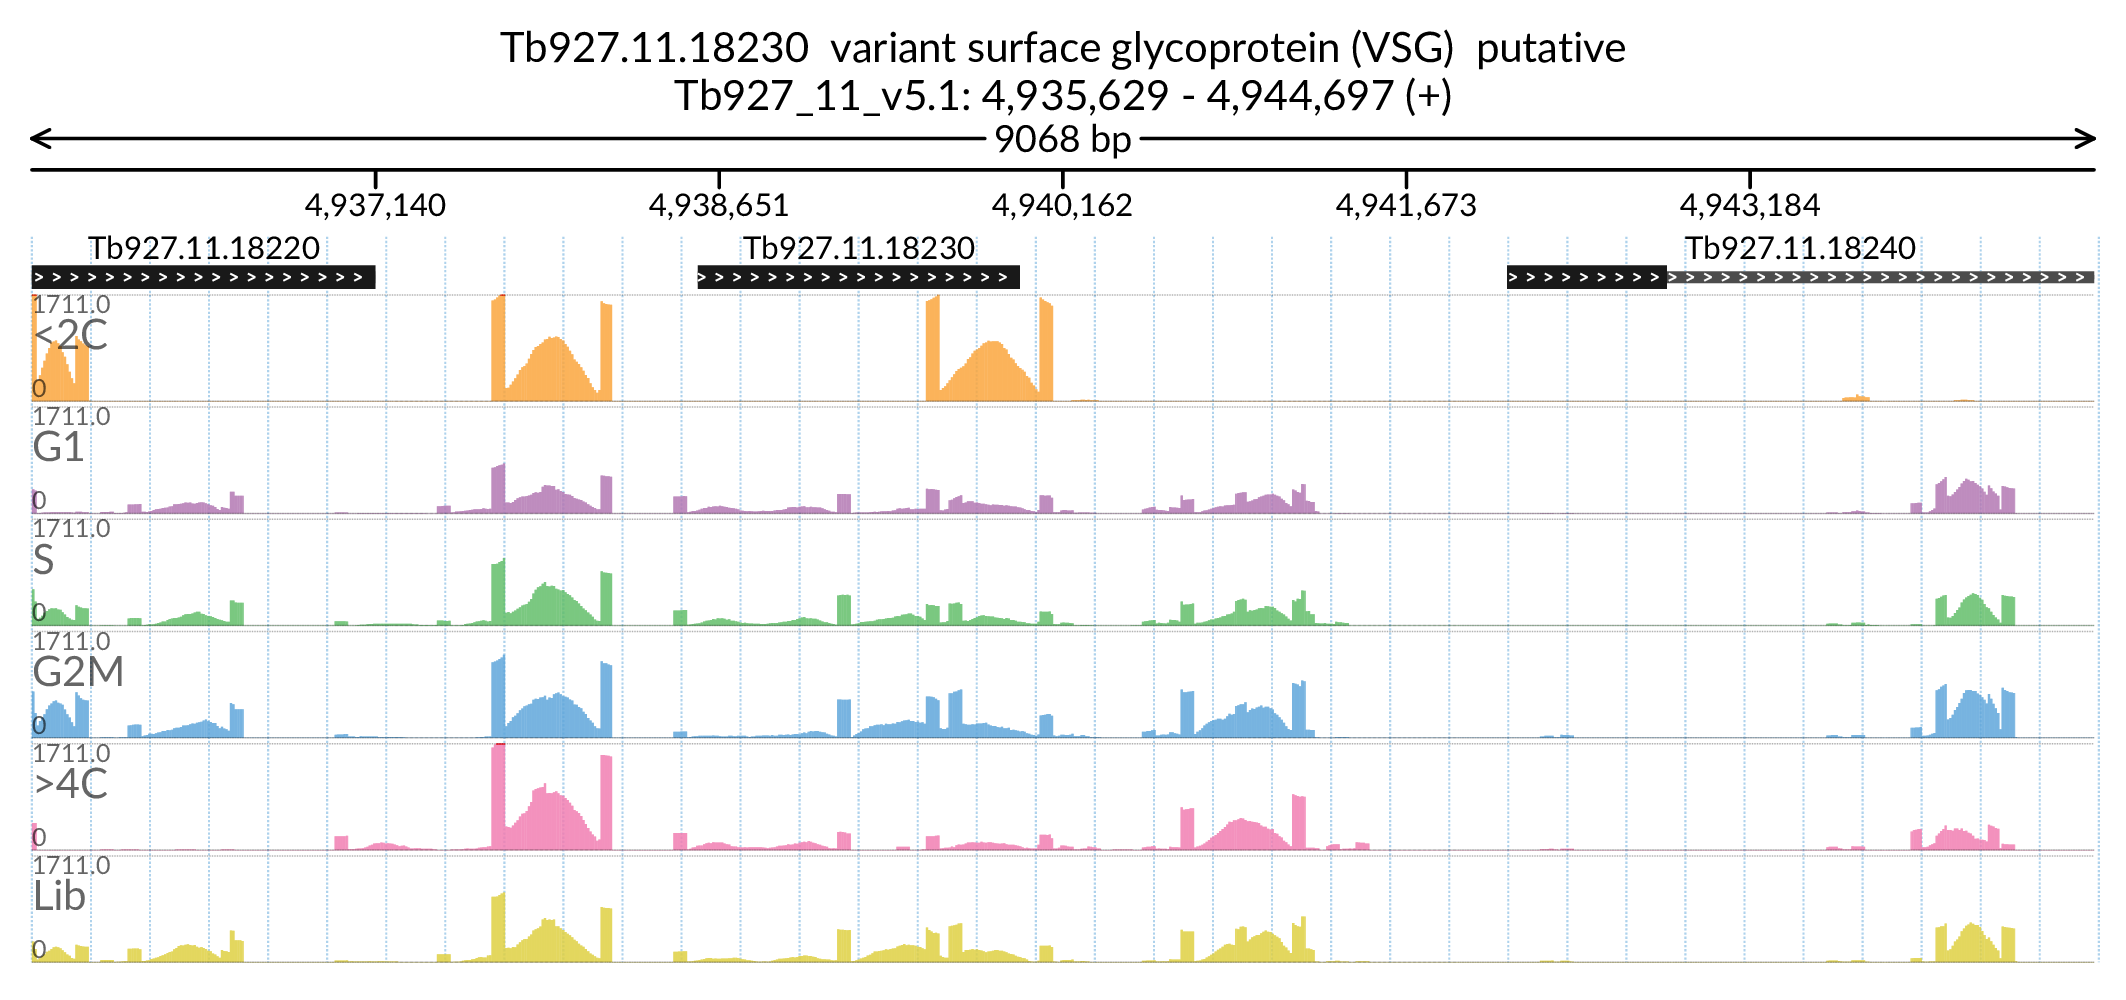 Tb927.11.18230  variant surface glycoprotein (VSG)  putative
Tb927_11_v5.1: 4,935,629 - 4,944,697 (+)
9068 bp
4,937,140 4,938,651 4,940,162 4,941,673 4,943,184
Tb927.11.18220 Tb927.11.18230 Tb927.11.18240
1711.0
<2C
0
1711.0
G1
0
1711.0
S
0
1711.0
G2M
0
1711.0
>4C
0
1711.0
Lib
0